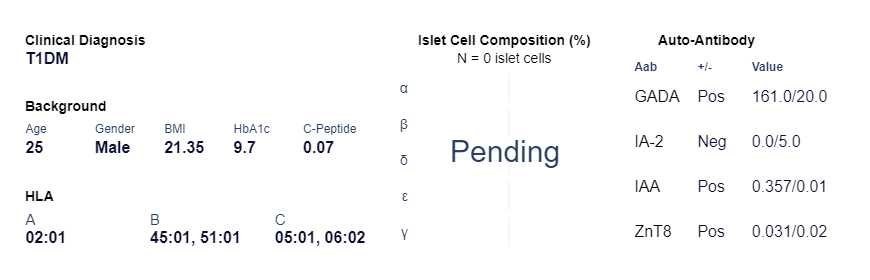 Clinical Diagnosis
T1DM
Background
Age Gender BMI HbA1c C-Peptide
25 Male 21.35 9.7 0.07
HLA
A B C
02:01 45:01, 51:01 05:01, 06:02
Islet Cell Composition (%)
N = 0 islet cells
α
β
δ
ε
γ
Pending
Auto-Antibody
Aab +/- Value
GADA Pos 161.0/20.0
IA-2 Neg 0.0/5.0
IAA Pos 0.357/0.01
ZnT8 Pos 0.031/0.02